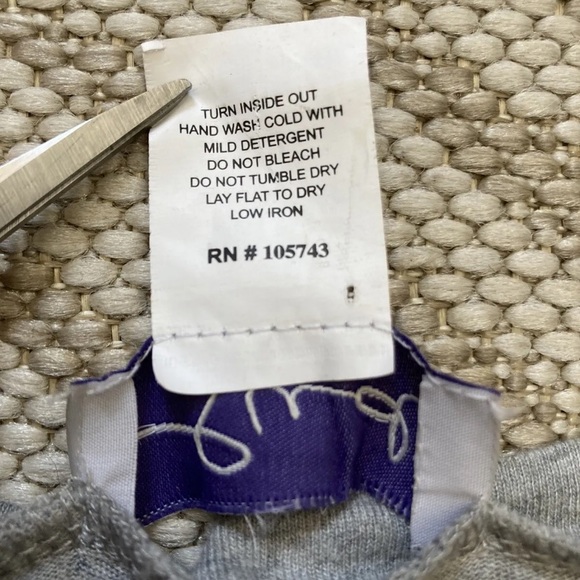 TURN INSIDE OUT
HAND WASH COLD WITH
MILD DETERGENT
DO NOT BLEACH
DO NOT TUMBLE DRY
LAY FLAT TO DRY
LOW IRON
RN # 105743